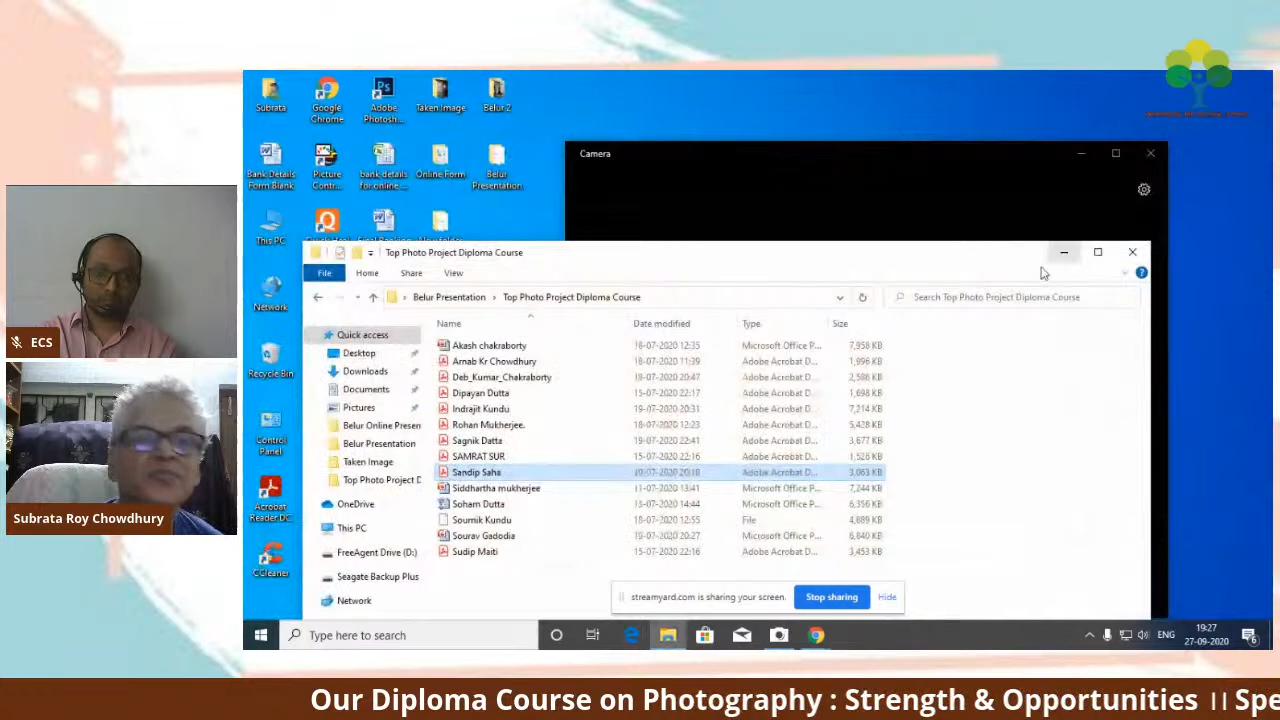 Subrata
Google Chrome
Adobe Photosh...
Taken Image
Belur 2
Bank Details Form Blank
Picture Contr...
bank details for online ...
Online Form
Belur Presentation
This PC
Network
Recycle Bin
Control Panel
Acrobat Reader DC
CCleaner
Camera
Top Photo Project Diploma Course
File Home Share View
Belur Presentation › Top Photo Project Diploma Course
Search Top Photo Project Diploma Course
Quick access
Desktop
Downloads
Documents
Pictures
Belur Online Presen
Belur Presentation
Taken Image
Top Photo Project D
OneDrive
This PC
FreeAgent Drive (D:)
Seagate Backup Plus
Network
Name Date modified Type Size
Akash chakraborty 18-07-2020 12:35 Microsoft Office P... 7,958 KB
Arnab Kr Chowdhury 18-07-2020 11:39 Adobe Acrobat D... 1,996 KB
Deb_Kumar_Chakraborty 20:47 Adobe Acrobat D... 2,586 KB
Dipayan Dutta 15-07-2020 22:17 Adobe Acrobat D... 1,698 KB
Indrajit Kundu 19-07-2020 20:31 Adobe Acrobat D... 7,214 KB
Rohan Mukherjee. 18-07-2020 12:23 Adobe Acrobat D... 5,428 KB
Sagnik Datta 19-07-2020 22:41 Adobe Acrobat D... 3,677 KB
SAMRAT SUR 15-07-2020 22:16 Adobe Acrobat D... 1,528 KB
Sandip Saha Adobe Acrobat D... 3,063 KB
Siddhartha mukherjee 13:41 Microsoft Office P... 7,244 KB
Soham Dutta 13-07-2020 14:44 Microsoft Office P... 6,356 KB
Soumik Kundu 18-07-2020 12:55 File 4,889 KB
Sourav Gadodia 19-07-2020 20:27 Microsoft Office P... 6,840 KB
Sudip Maiti 15-07-2020 22:16 Adobe Acrobat D... 3,453 KB
streamyard.com is sharing your screen. Stop sharing Hide
Type here to search
ENG
19:27
27-09-2020
ECS
Subrata Roy Chowdhury
Our Diploma Course on Photography : Strength & Opportunities || Spe